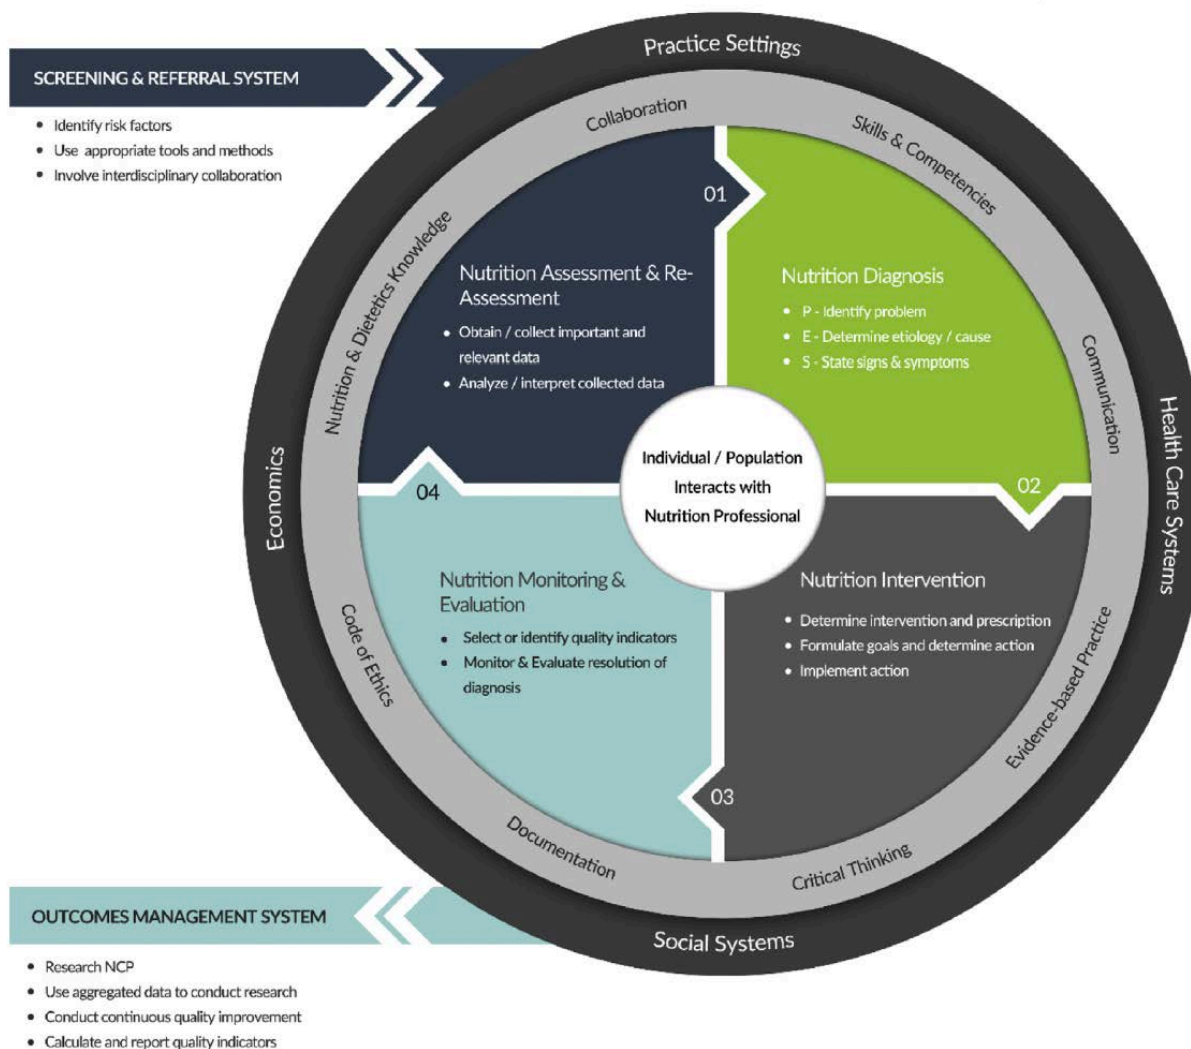 Practice Settings
SCREENING & REFERRAL SYSTEM
• Identify risk factors
• Use appropriate tools and methods
• Involve interdisciplinary collaboration
Collaboration
Skills & Competencies
Communication
Evidence-based Practice
Critical Thinking
Documentation
Code of Ethics
Nutrition & Dietetics Knowledge
Health Care Systems
Social Systems
Economics
01
Nutrition Assessment & Re-
Assessment
• Obtain / collect important and
relevant data
• Analyze / interpret collected data
Nutrition Diagnosis
• P - Identify problem
• E - Determine etiology / cause
• S - State signs & symptoms
02
Individual / Population
Interacts with
Nutrition Professional
Nutrition Intervention
• Determine intervention and prescription
• Formulate goals and determine action
• Implement action
03
04
Nutrition Monitoring &
Evaluation
• Select or identify quality indicators
• Monitor & Evaluate resolution of
diagnosis
OUTCOMES MANAGEMENT SYSTEM
• Research NCP
• Use aggregated data to conduct research
• Conduct continuous quality improvement
• Calculate and report quality indicators